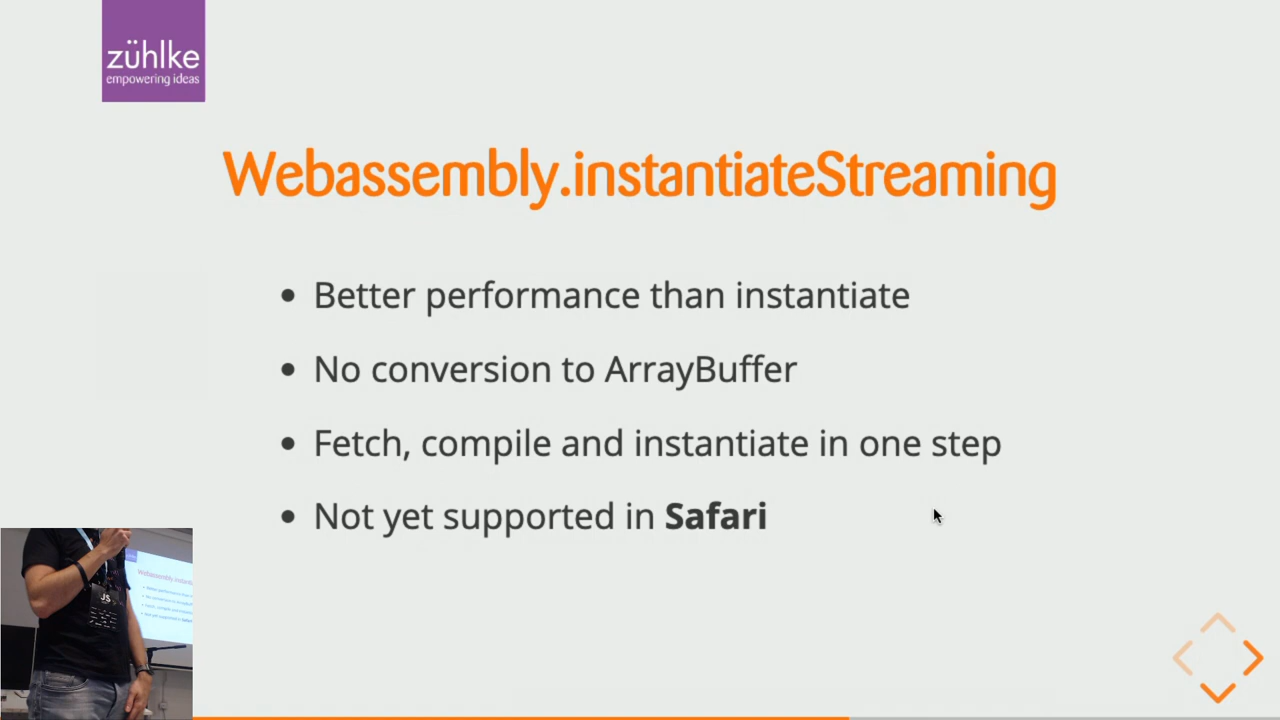 zühlke
empowering ideas
Webassembly.instantiateStreaming
Better performance than instantiate
No conversion to ArrayBuffer
Fetch, compile and instantiate in one step
Not yet supported in Safari
JS